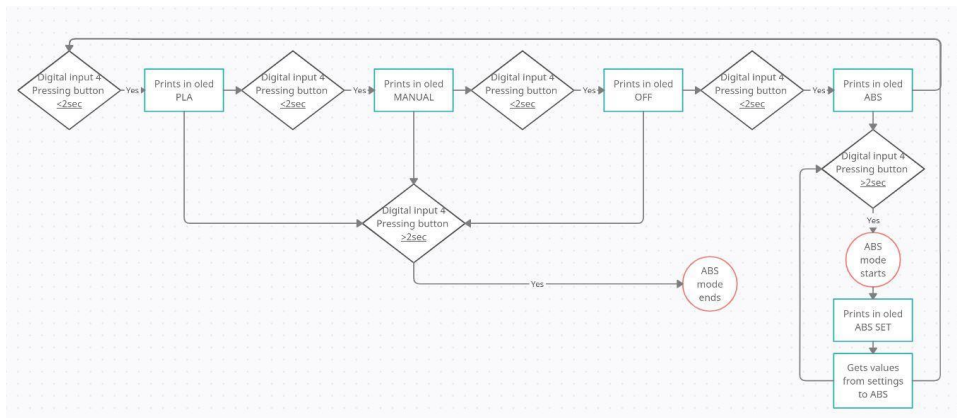 Digital input 4
Pressing button
<2sec
Yes
Prints in oled
PLA
Digital input 4
Pressing button
<2sec
Yes
Prints in oled
MANUAL
Digital input 4
Pressing button
<2sec
Yes
Prints in oled
OFF
Digital input 4
Pressing button
<2sec
Yes
Prints in oled
ABS
Digital input 4
Pressing button
>2sec
Yes
ABS
mode
starts
Prints in oled
ABS SET
Gets values
from settings
to ABS
Digital input 4
Pressing button
>2sec
Yes
ABS
mode
ends